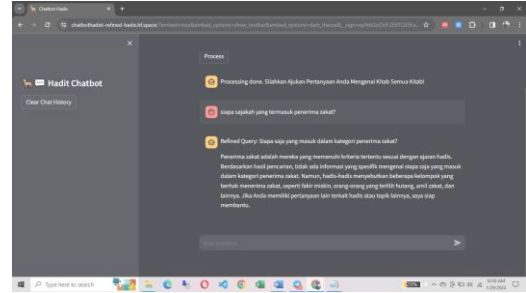 Chatbot Hadis
Process
Hadit Chatbot
Clear Chat History
Processing done. Silahkan Ajukan Pertanyaan Anda Mengenai Kitab Semua Kitab!
siapa sajakah yang termasuk penerima zakat?
Refined Query: Siapa saja yang masuk dalam kategori penerima zakat?
Penerima zakat adalah mereka yang memenuhi kriteria tertentu sesuai dengan ajaran hadis.
Berdasarkan hasil pencarian, tidak ada informasi yang spesifik mengenai siapa saja yang masuk
dalam kategori penerima zakat. Namun, hadis-hadis menyebutkan beberapa kelompok yang
berhak menerima zakat, seperti fakir miskin, orang-orang yang terlilit hutang, amil zakat, dan
lainnya. Jika Anda memiliki pertanyaan lain terkait hadis atau topik lainnya, saya siap
membantu.
Type here to search